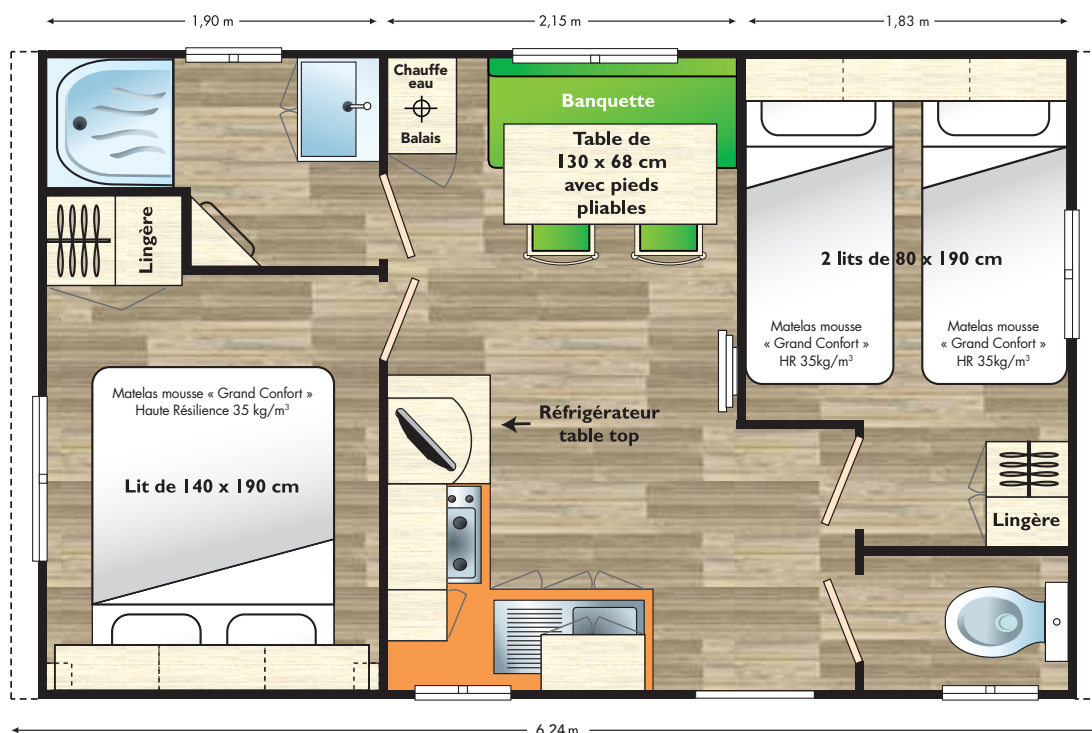 1,90 m
2,15 m
1,83 m
Chauffe
eau
Balais
Banquette
Table de
130 x 68 cm
avec pieds
pliables
Lingère
2 lits de 80 x 190 cm
Matelas mousse
« Grand Confort »
HR 35kg/m³
Matelas mousse
« Grand Confort »
HR 35kg/m³
Matelas mousse « Grand Confort »
Haute Résilience 35 kg/m³
Réfrigérateur
table top
Lit de 140 x 190 cm
Lingère
6,24 m